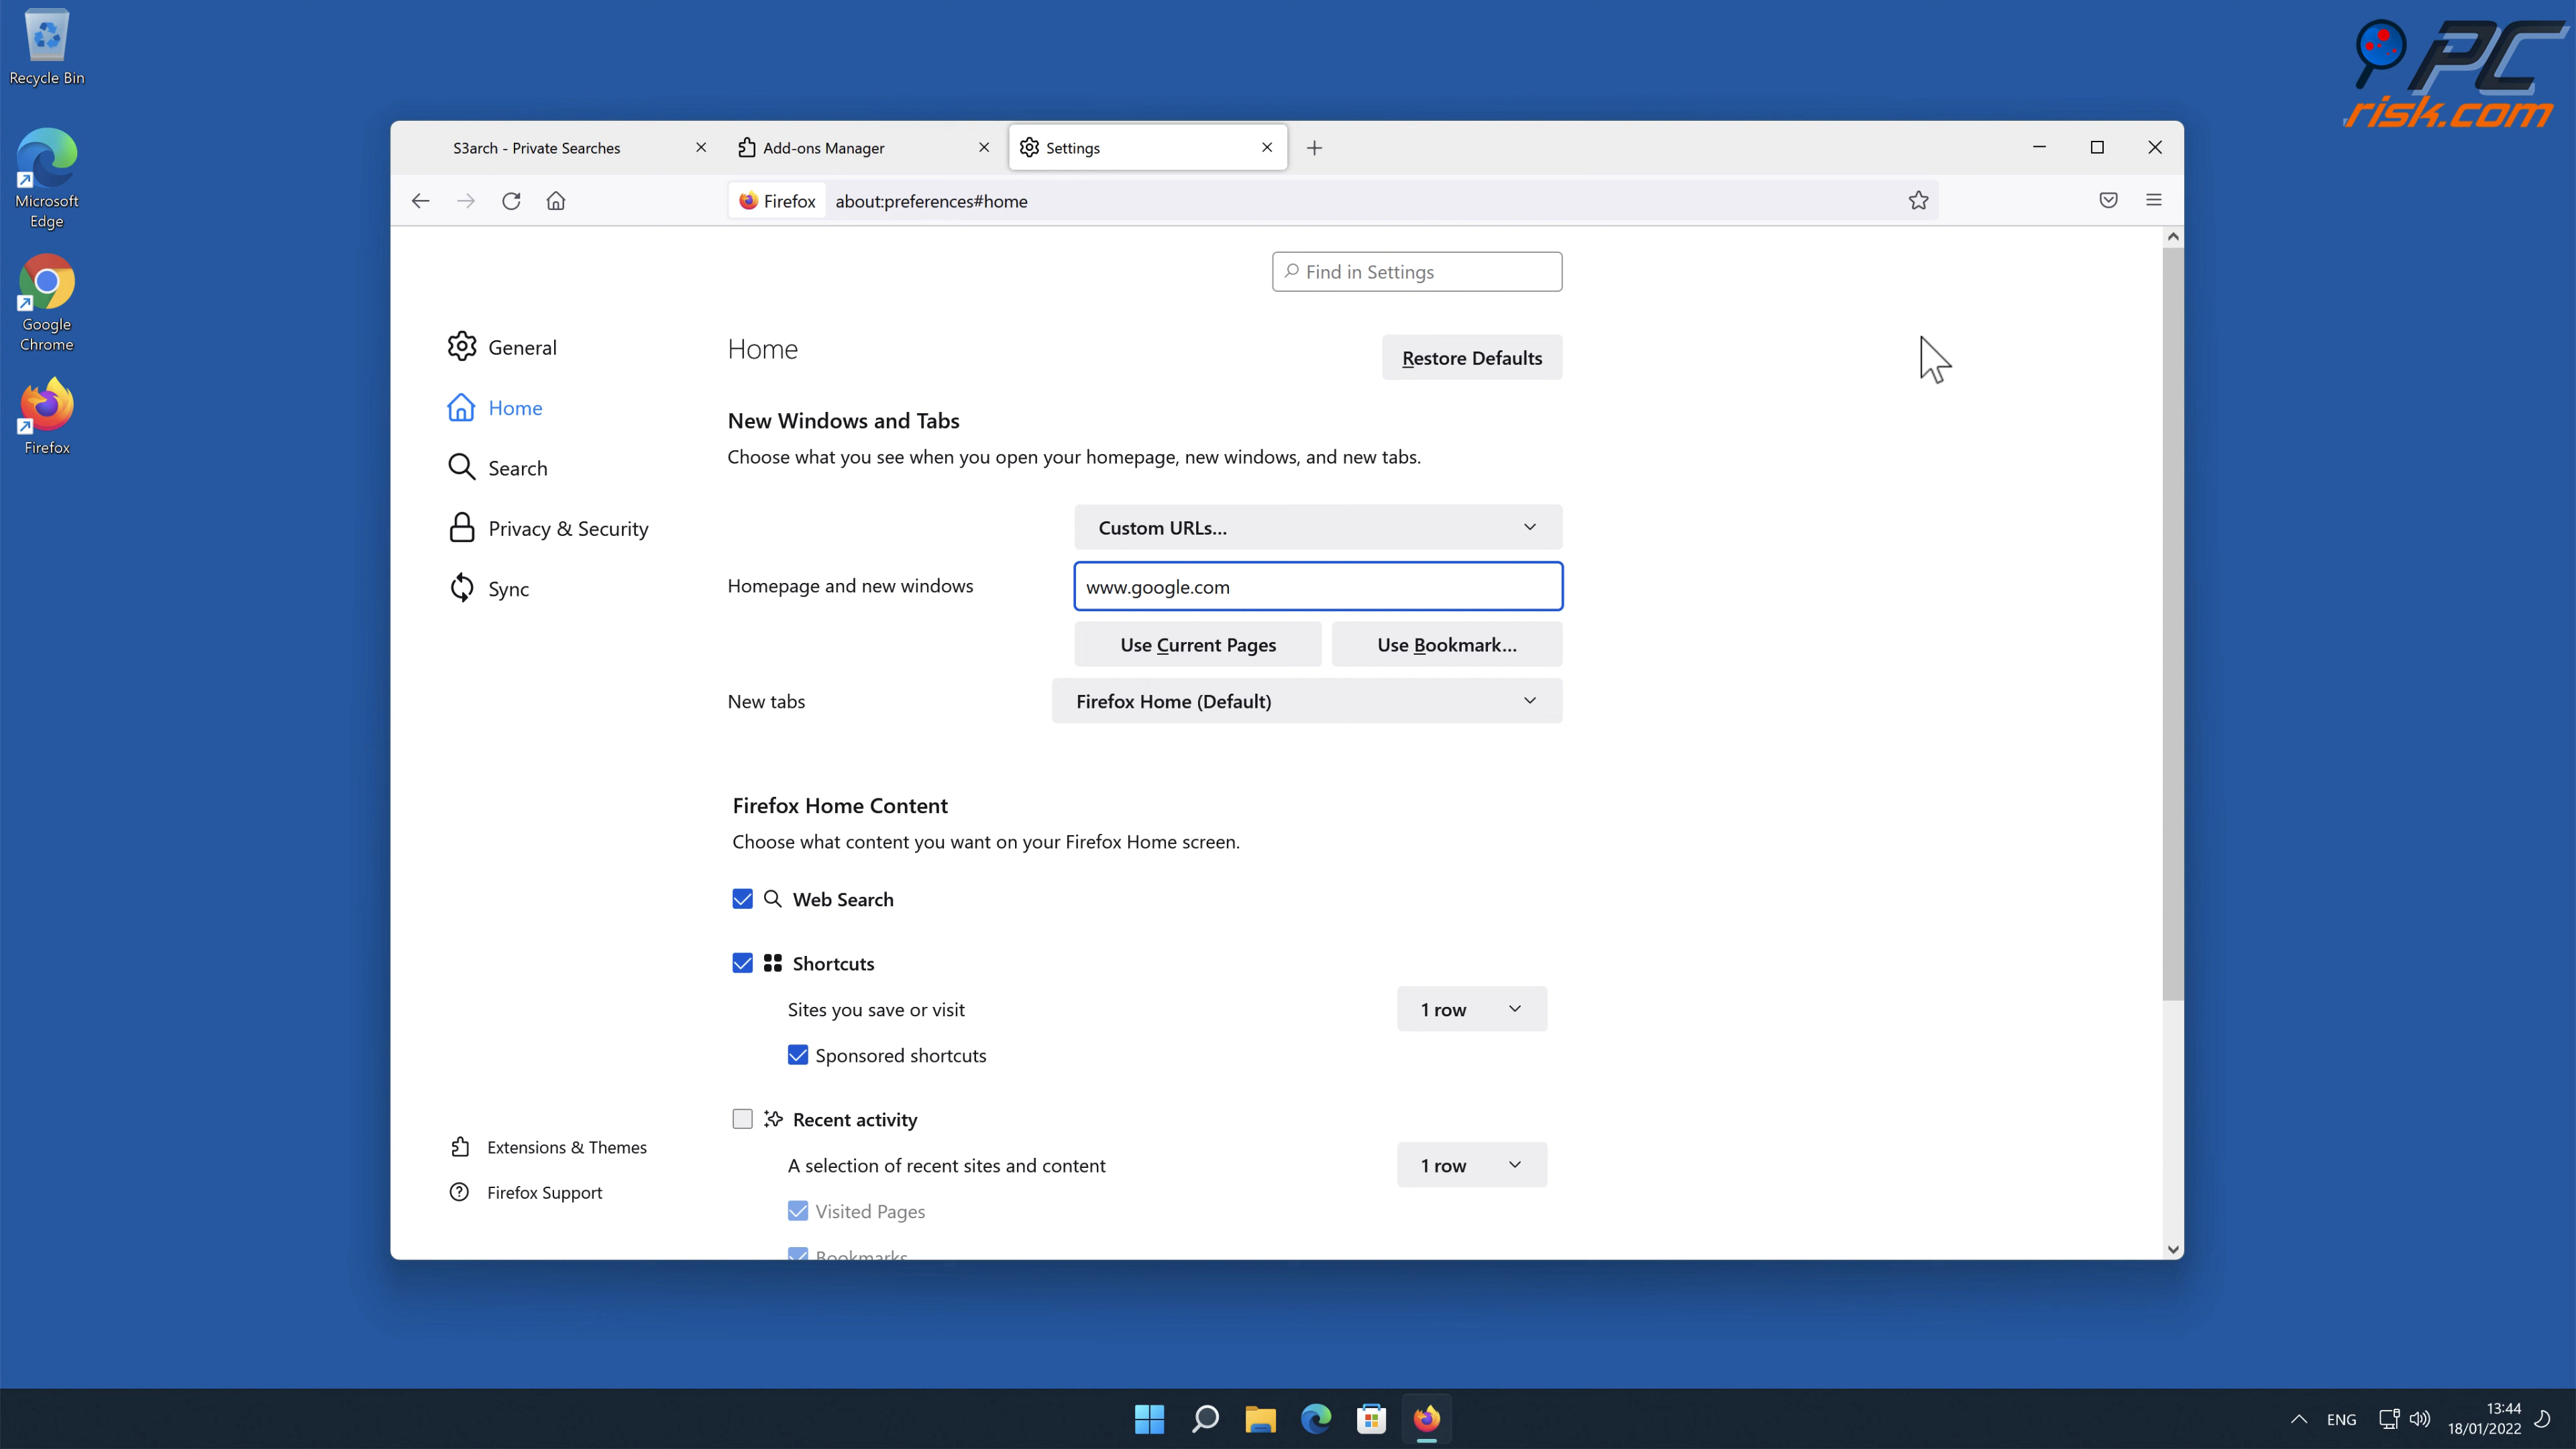 Recycle Bin
Microsoft
Edge
Google
Chrome
Firefox
PC
risk.com
S3arch - Private Searches
Add-ons Manager
Settings
Firefox
about:preferences#home
Find in Settings
General
Home
Search
Privacy & Security
Sync
Extensions & Themes
Firefox Support
Home
Restore Defaults
New Windows and Tabs
Choose what you see when you open your homepage, new windows, and new tabs.
Custom URLs...
Homepage and new windows
www.google.com
Use Current Pages
Use Bookmark...
New tabs
Firefox Home (Default)
Firefox Home Content
Choose what content you want on your Firefox Home screen.
Web Search
Shortcuts
Sites you save or visit
1 row
Sponsored shortcuts
Recent activity
A selection of recent sites and content
1 row
Visited Pages
Bookmarks
ENG
13:44
18/01/2022